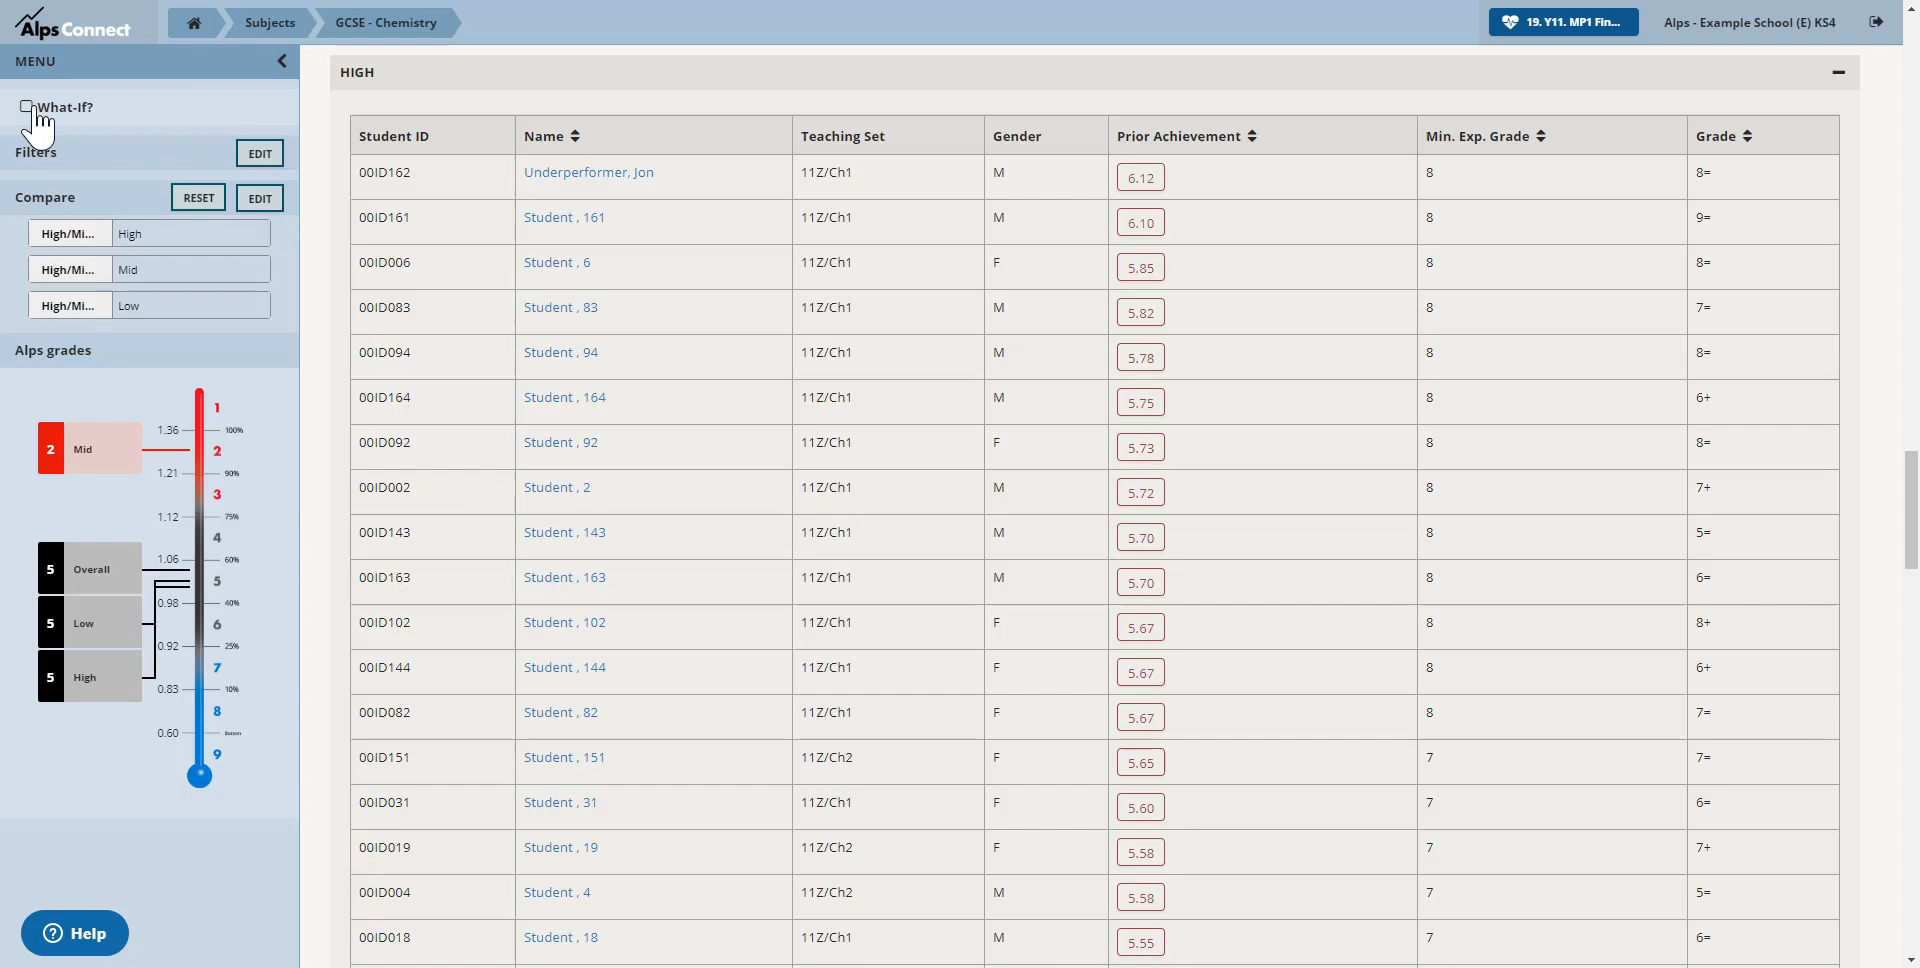 Alps Connect
Subjects
GCSE - Chemistry
19. Y11. MP1 Fin...
Alps - Example School (E) KS4
MENU
What-If?
Filters
EDIT
Compare
RESET
EDIT
High/Mi... High
High/Mi... Mid
High/Mi... Low
Alps grades
1
1.36 100%
2 Mid 2
1.21 90%
3
1.12 75%
4
1.06 60%
5 Overall
5
0.98 40%
5 Low 6
0.92 25%
7
5 High
0.83 10%
8
0.60 Bottom
9
Help
HIGH
Student ID Name Teaching Set Gender Prior Achievement Min. Exp. Grade Grade
00ID162 Underperformer, Jon 11Z/Ch1 M 6.12 8 8=
00ID161 Student , 161 11Z/Ch1 M 6.10 8 9=
00ID006 Student , 6 11Z/Ch1 F 5.85 8 8=
00ID083 Student , 83 11Z/Ch1 M 5.82 8 7=
00ID094 Student , 94 11Z/Ch1 M 5.78 8 8=
00ID164 Student , 164 11Z/Ch1 M 5.75 8 6+
00ID092 Student , 92 11Z/Ch1 F 5.73 8 8=
00ID002 Student , 2 11Z/Ch1 M 5.72 8 7+
00ID143 Student , 143 11Z/Ch1 M 5.70 8 5=
00ID163 Student , 163 11Z/Ch1 M 5.70 8 6=
00ID102 Student , 102 11Z/Ch1 F 5.67 8 8+
00ID144 Student , 144 11Z/Ch1 F 5.67 8 6+
00ID082 Student , 82 11Z/Ch1 F 5.67 8 7=
00ID151 Student , 151 11Z/Ch2 F 5.65 7 7=
00ID031 Student , 31 11Z/Ch1 F 5.60 7 6=
00ID019 Student , 19 11Z/Ch2 F 5.58 7 7+
00ID004 Student , 4 11Z/Ch2 M 5.58 7 5=
00ID018 Student , 18 11Z/Ch1 M 5.55 7 6=